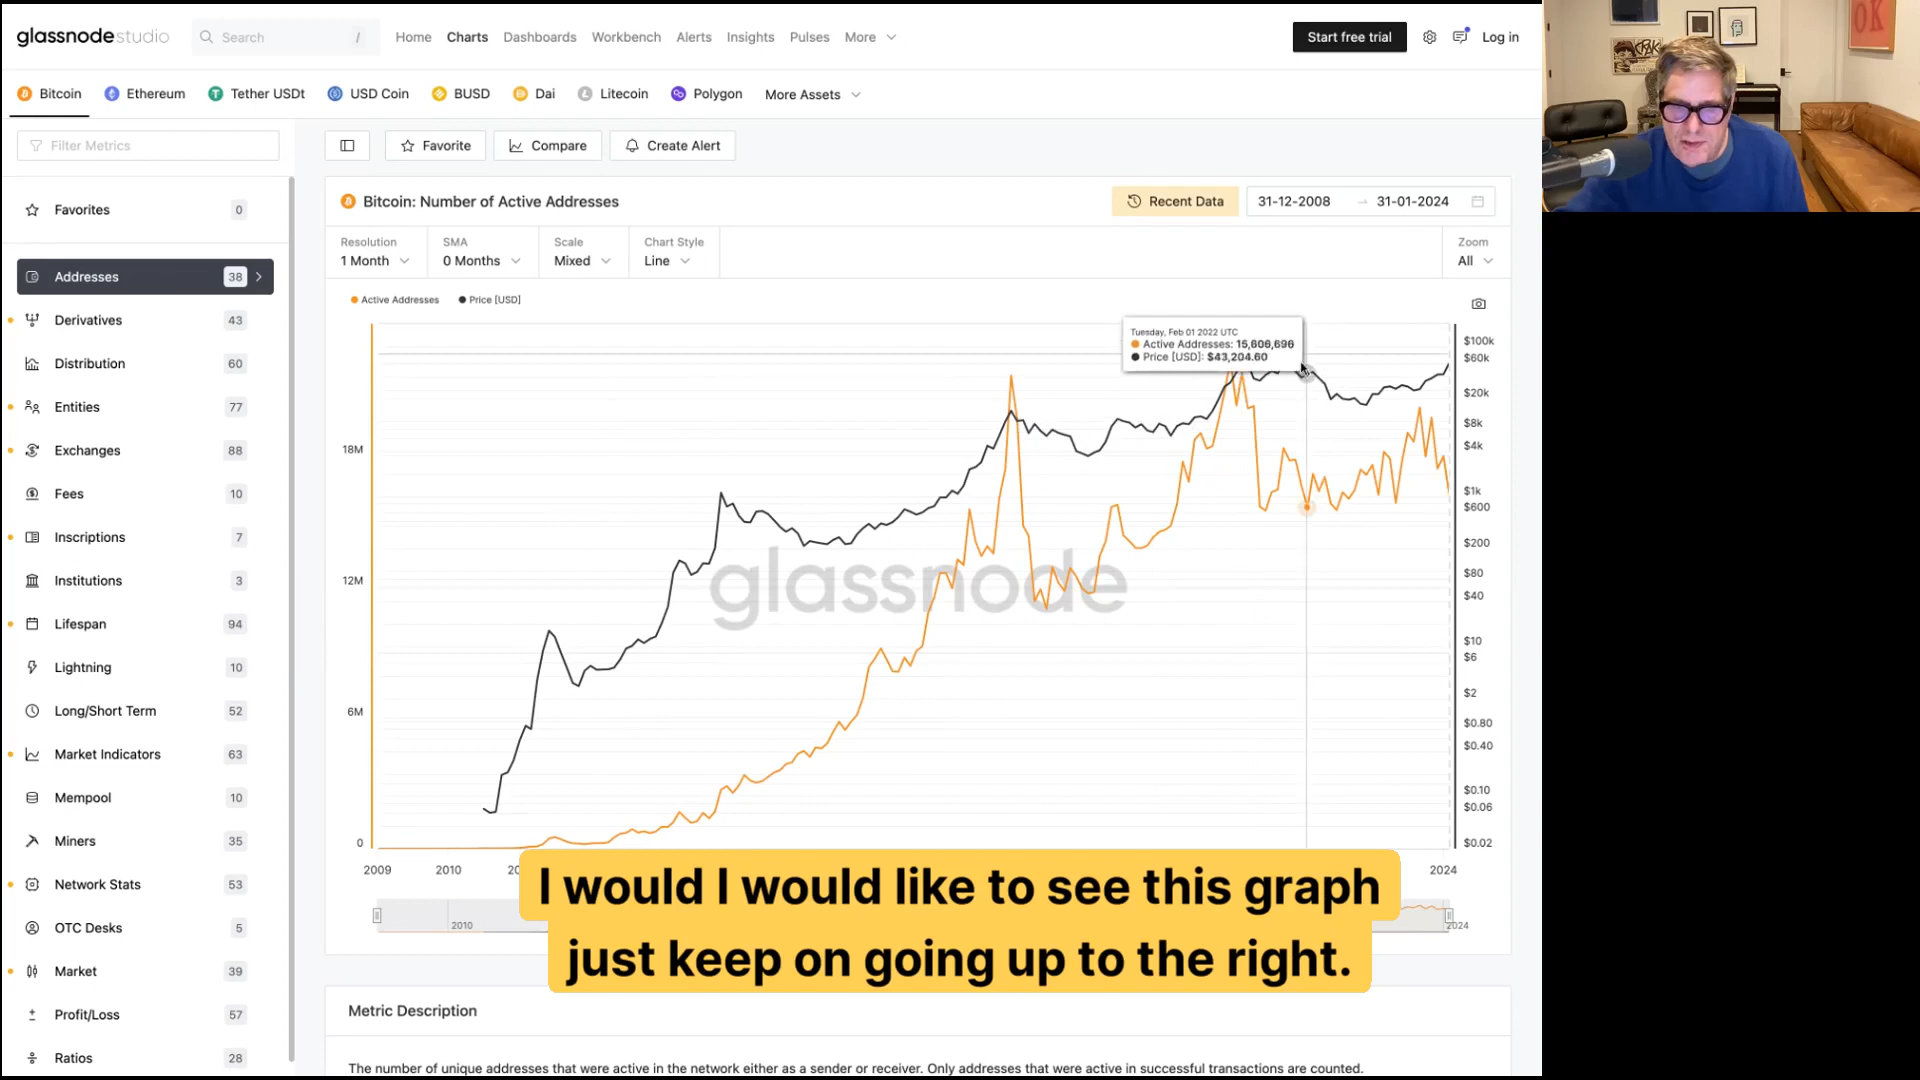 glassnodestudio
Search /
Home Charts Dashboards Workbench Alerts Insights Pulses More
Start free trial
Log in
Bitcoin Ethereum Tether USDt USD Coin BUSD Dai Litecoin Polygon More Assets
Filter Metrics
Favorites 0
Addresses 38
Derivatives 43
Distribution 60
Entities 77
Exchanges 88
Fees 10
Inscriptions 7
Institutions 3
Lifespan 94
Lightning 10
Long/Short Term 52
Market Indicators 63
Mempool 10
Miners 35
Network Stats 53
OTC Desks 5
Market 39
Profit/Loss 57
Ratios 28
Favorite Compare Create Alert
Bitcoin: Number of Active Addresses
Recent Data 31-12-2008 → 31-01-2024
Resolution SMA Scale Chart Style Zoom
1 Month 0 Months Mixed Line All
Active Addresses Price [USD]
Tuesday, Feb 01 2022 UTC
Active Addresses: 15,606,696
Price [USD]: $43,204.60
18M
12M
6M
0
$100k
$60k
$20k
$8k
$4k
$1k
$600
$200
$80
$40
$10
$6
$2
$0.80
$0.40
$0.10
$0.06
$0.02
glassnode
2009 2010 2024
2010 2024
I would I would like to see this graph
just keep on going up to the right.
Metric Description
The number of unique addresses that were active in the network either as a sender or receiver. Only addresses that were active in successful transactions are counted.
OK